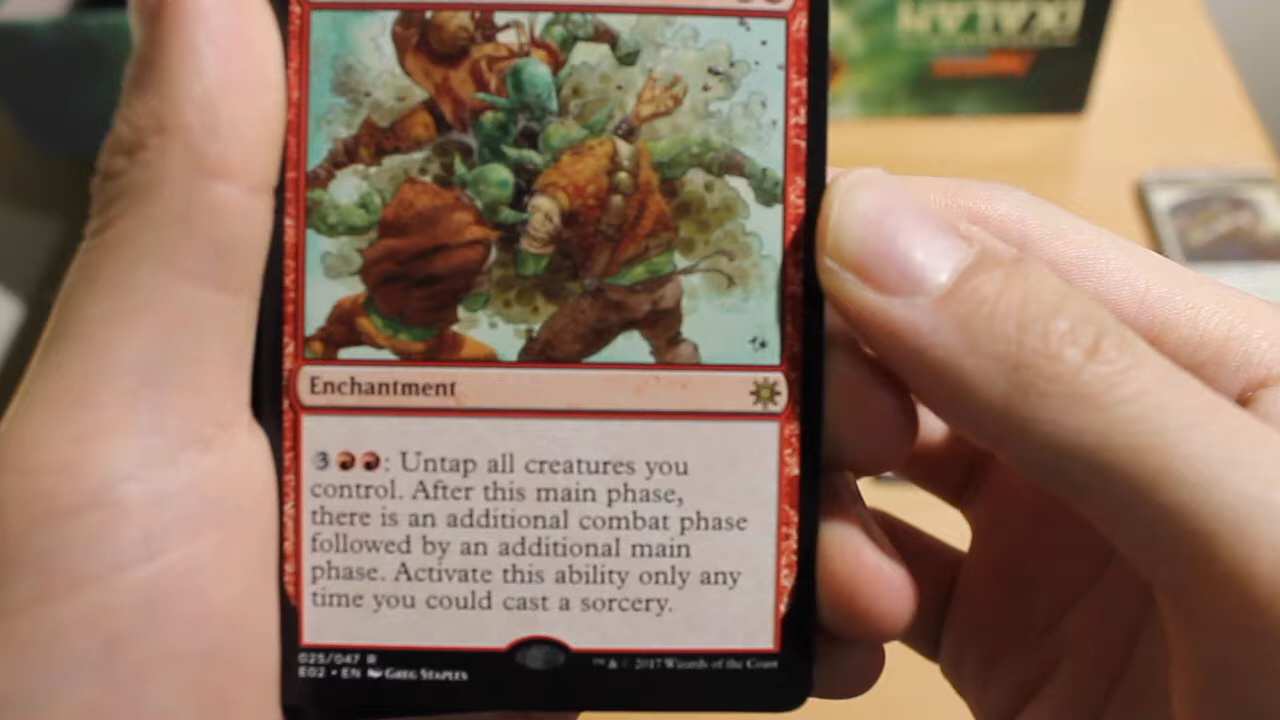 IXALAN
Enchantment
3: Untap all creatures you
control. After this main phase,
there is an additional combat phase
followed by an additional main
phase. Activate this ability only any
time you could cast a sorcery.
025/047 R
E02 • EN Greg Staples
™ & © 2017 Wizards of the Coast